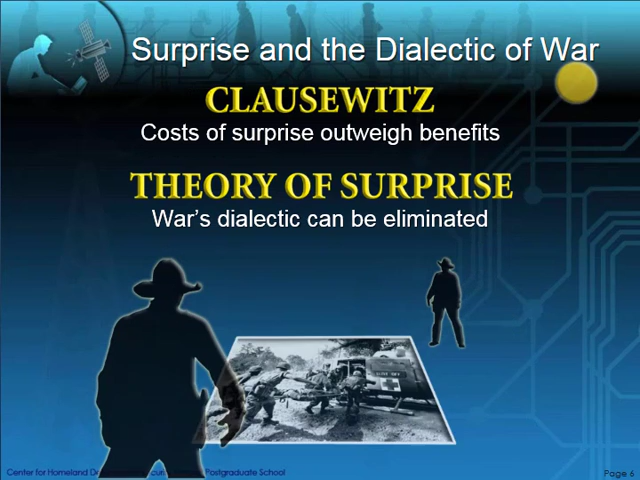 Surprise and the Dialectic of War
CLAUSEWITZ
Costs of surprise outweigh benefits
THEORY OF SURPRISE
War's dialectic can be eliminated
Center for Homeland Postgraduate School
Page 6